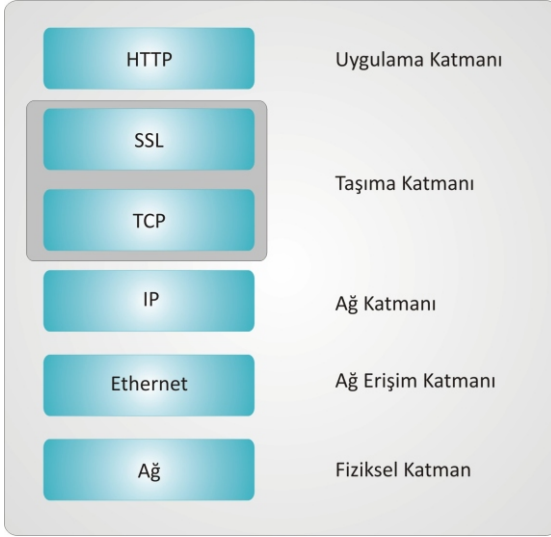 HTTP Uygulama Katmanı
SSL
Taşıma Katmanı
TCP
IP Ağ Katmanı
Ethernet Ağ Erişim Katmanı
Ağ Fiziksel Katman